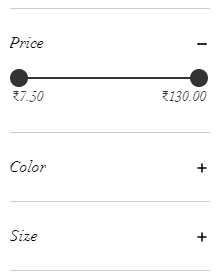 Price −
₹7.50 ₹130.00
Color +
Size +